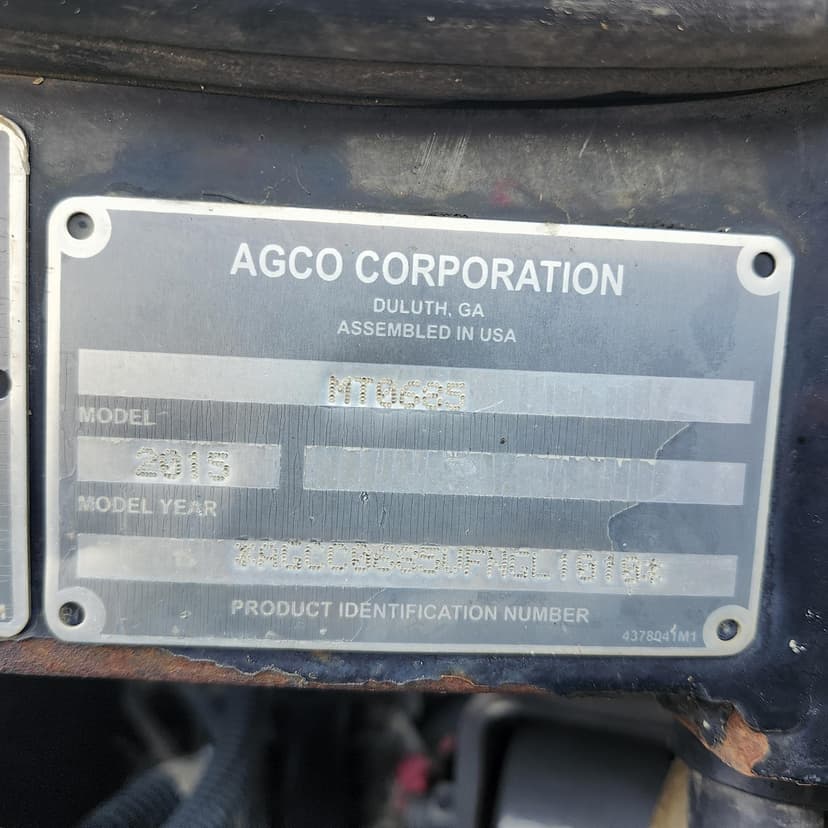 AGCO CORPORATION
DULUTH, GA
ASSEMBLED IN USA
MT0685
MODEL
2015
MODEL YEAR
PRODUCT IDENTIFICATION NUMBER
4378041M1